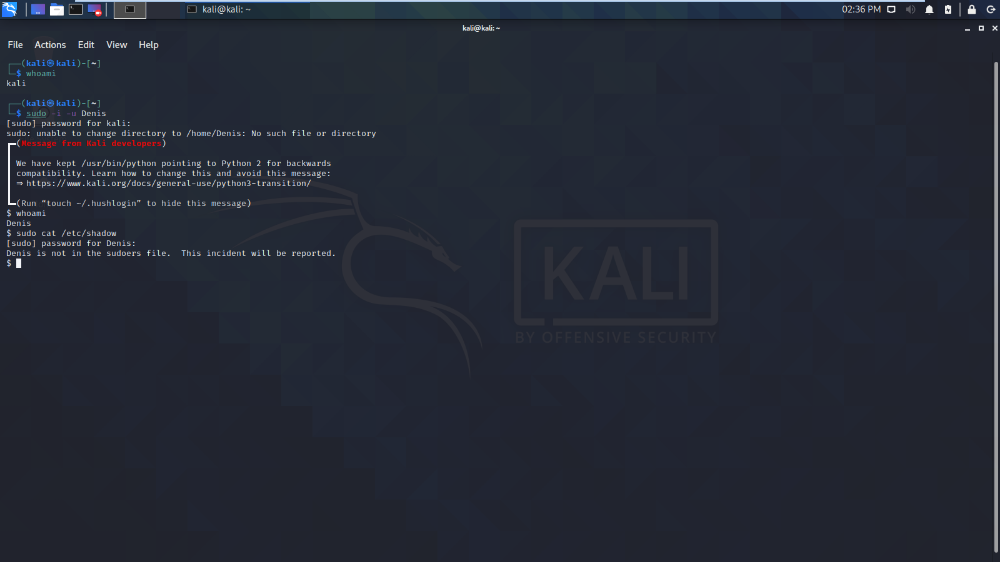 kali@kali: ~
02:36 PM
kali@kali: ~
File Actions Edit View Help
(kali㉿kali)-[~]
$ whoami
kali
(kali㉿kali)-[~]
$ sudo -i -u Denis
[sudo] password for kali:
sudo: unable to change directory to /home/Denis: No such file or directory
(Message from Kali developers)
We have kept /usr/bin/python pointing to Python 2 for backwards
compatibility. Learn how to change this and avoid this message:
⇒ https://www.kali.org/docs/general-use/python3-transition/
(Run “touch ~/.hushlogin” to hide this message)
$ whoami
Denis
$ sudo cat /etc/shadow
[sudo] password for Denis:
Denis is not in the sudoers file.  This incident will be reported.
$
KALI
BY OFFENSIVE SECURITY